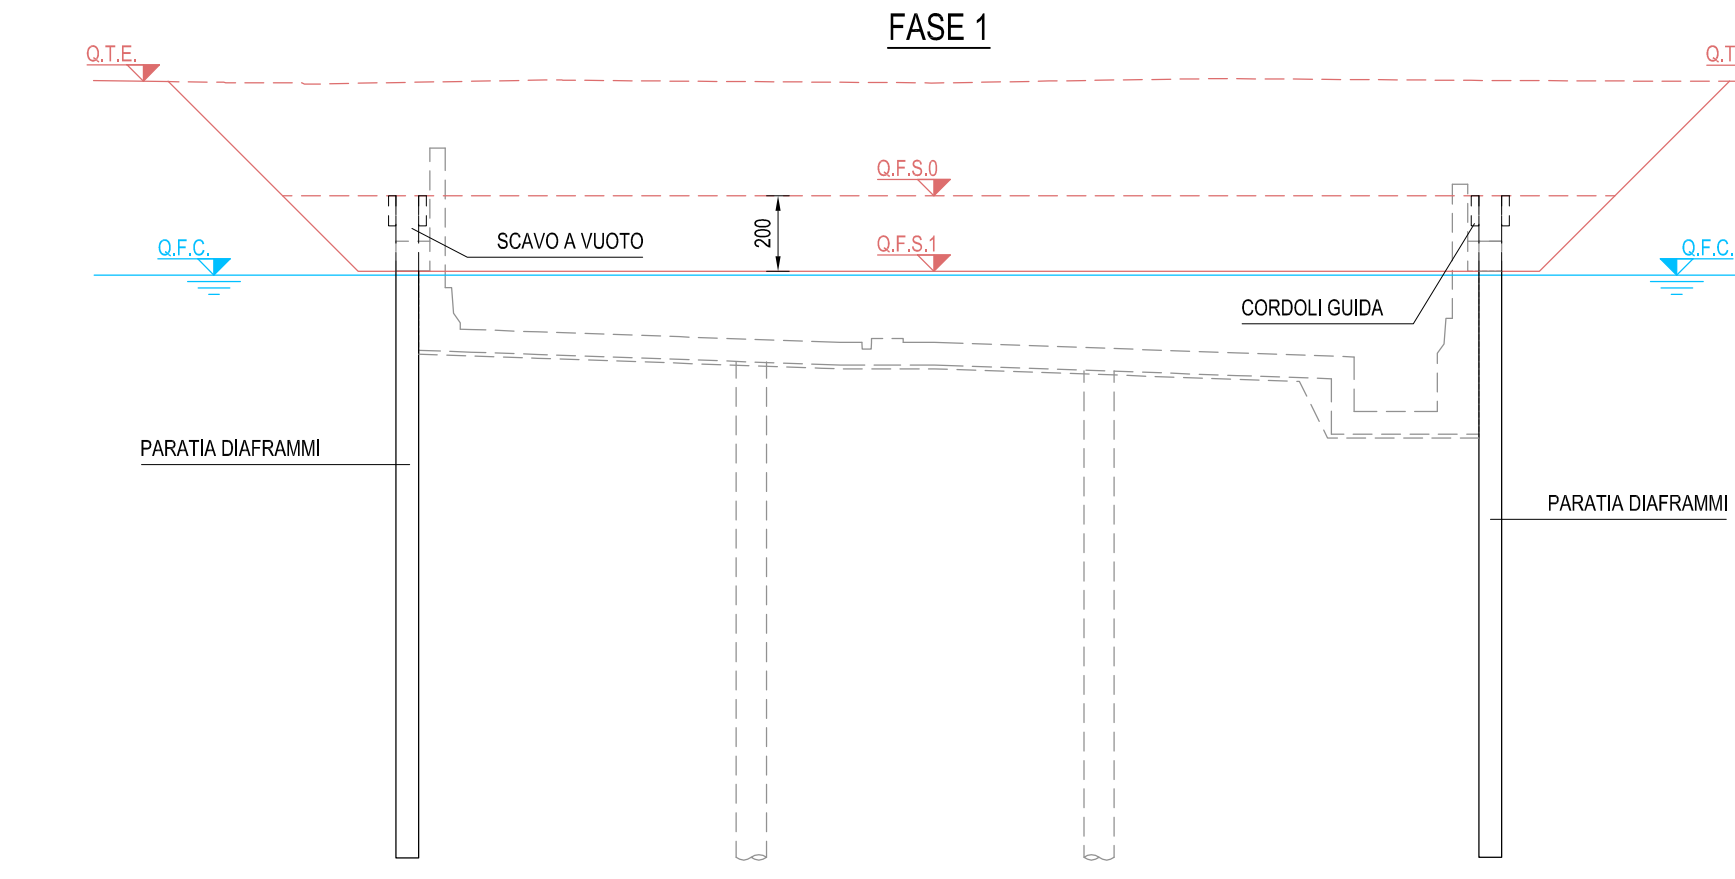 FASE 1
Q.T.E.
Q.T
Q.F.S.0
200
SCAVO A VUOTO
Q.F.S.1
Q.F.C.
Q.F.C.
CORDOLI GUIDA
PARATIA DIAFRAMMI
PARATIA DIAFRAMMI